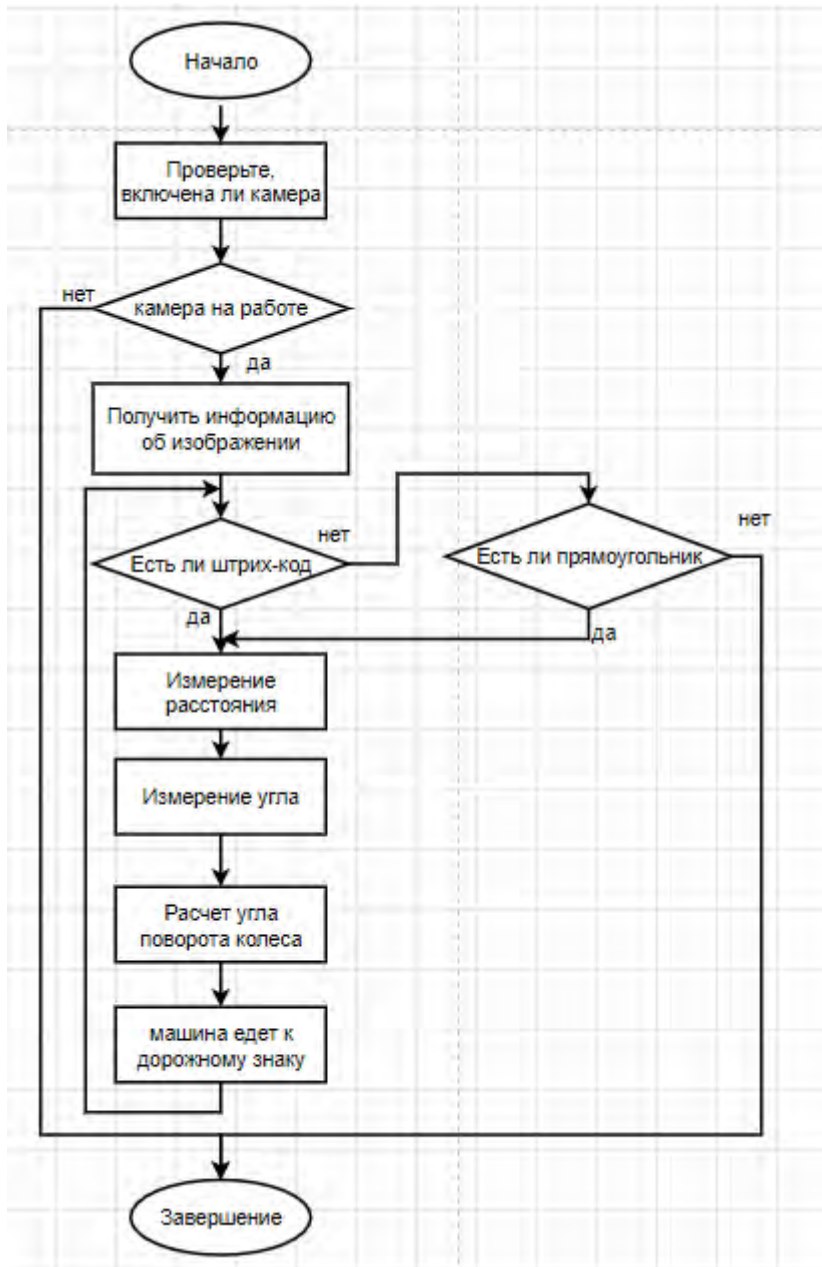 Начало
Проверьте,
включена ли камера
нет
камера на работе
да
Получить информацию
об изображении
нет
нет
Есть ли штрих-код
Есть ли прямоугольник
да
да
Измерение
расстояния
Измерение угла
Расчет угла
поворота колеса
машина едет к
дорожному знаку
Завершение